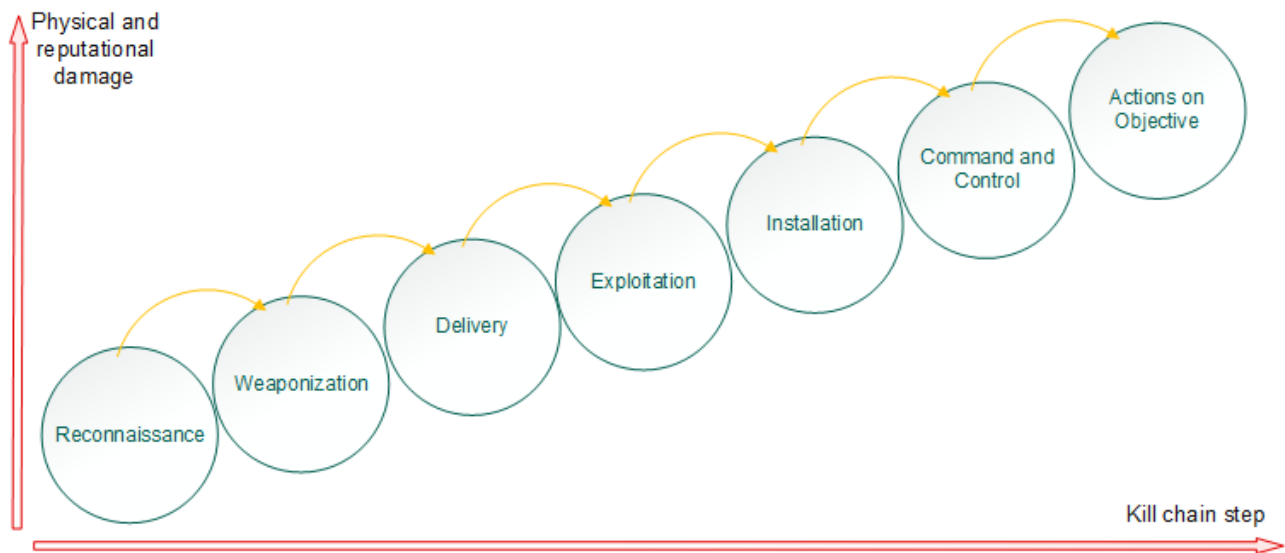 Physical and
reputational
damage
Actions on
Objective
Command and
Control
Installation
Exploitation
Delivery
Weaponization
Reconnaissance
Kill chain step